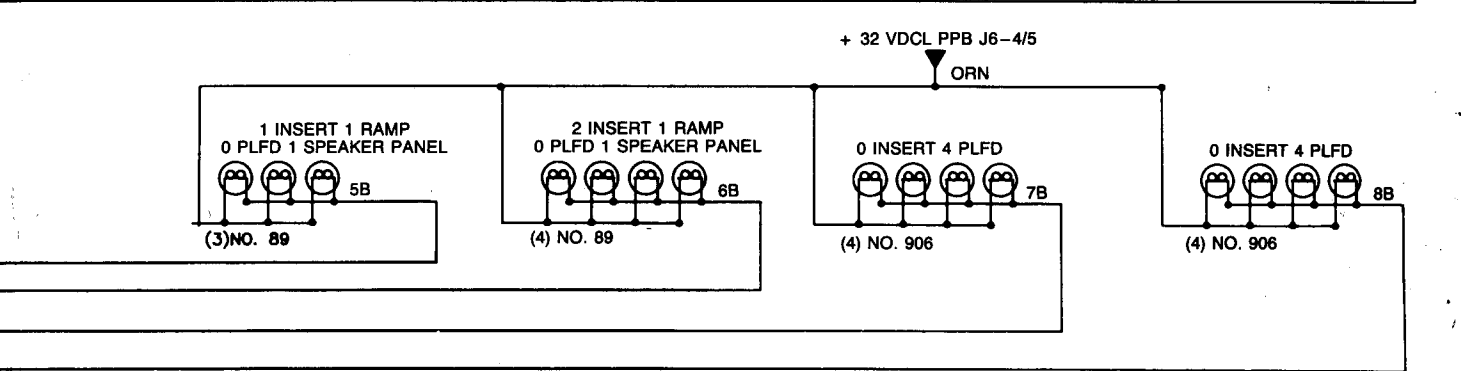 + 32 VDCL PPB J6-4/5
ORN
1 INSERT 1 RAMP
0 PLFD 1 SPEAKER PANEL
5B
(3)NO. 89
2 INSERT 1 RAMP
0 PLFD 1 SPEAKER PANEL
6B
(4) NO. 89
0 INSERT 4 PLFD
7B
(4) NO. 906
0 INSERT 4 PLFD
8B
(4) NO. 906